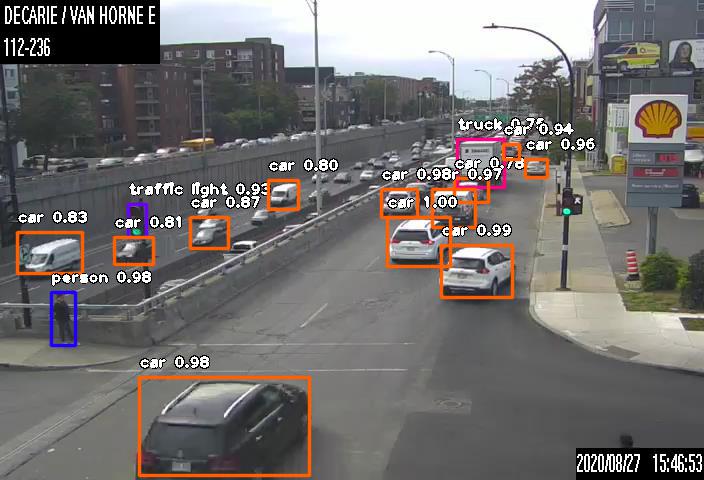 DECARIE / VAN HORNE E
112-236
truck 0.7
car 0.94
car 0.96
car 0.78
car 0.80
car 0.98
0.97
traffic light 0.93
car 0.87
car 1.00
car 0.83
car 0.81
car 0.99
person 0.98
car 0.98
2020/08/27 15:46:53